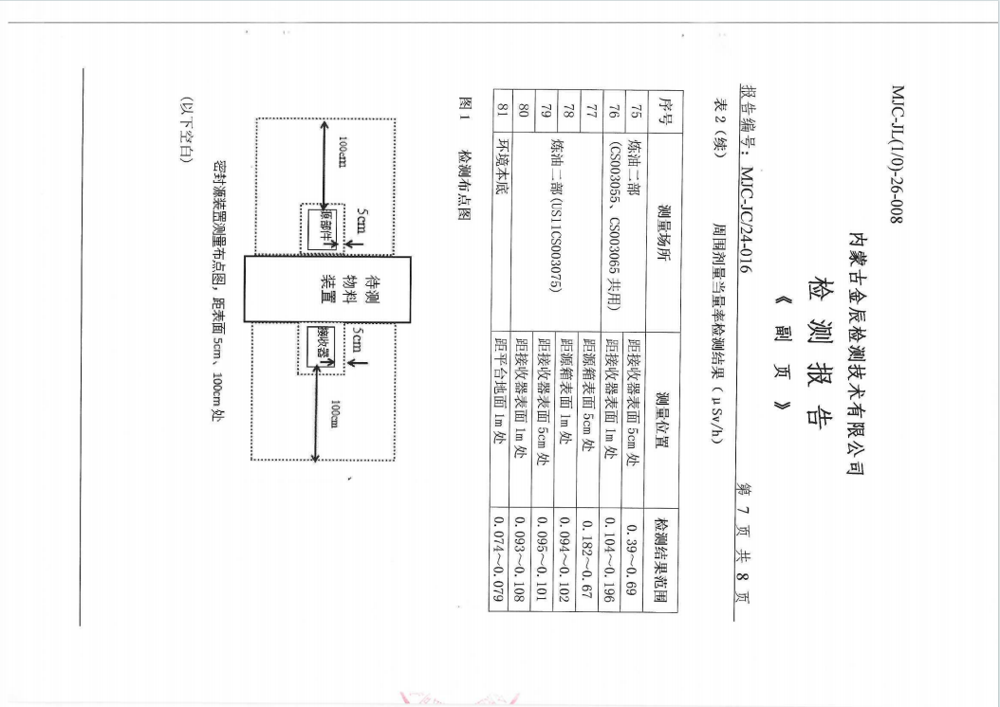 MJC-JL(1/0)-26-008
内蒙古金辰检测技术有限公司
检测报告
《副页》
报告编号：MJC-JC/24-016 第 7 页 共 8 页
表 2（续） 周围剂量当量率检测结果（μSv/h）
序号 测量场所 测量位置 检测结果范围
75 炼油二部 距接收器表面 5cm 处 0.39～0.69
76 (CS003055、CS003065 共用) 距接收器表面 1m 处 0.104～0.196
77 炼油二部 (US11CS003075) 距源箱表面 5cm 处 0.182～0.67
78 距源箱表面 1m 处 0.094～0.102
79 距接收器表面 5cm 处 0.095～0.101
80 距接收器表面 1m 处 0.093～0.108
81 环境本底 距平台地面 1m 处 0.074～0.079
图 1 检测布点图
100cm
5cm
源部件
待测
物料
装置
5cm
接收器
100cm
密封源装置测量布点图，距表面 5cm、100cm 处
(以下空白)